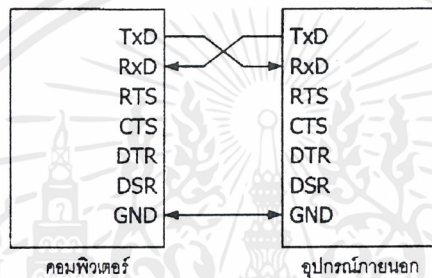 TxD TxD
RxD RxD
RTS RTS
CTS CTS
DTR DTR
DSR DSR
GND GND
คอมพิวเตอร์ อุปกรณ์ภายนอก